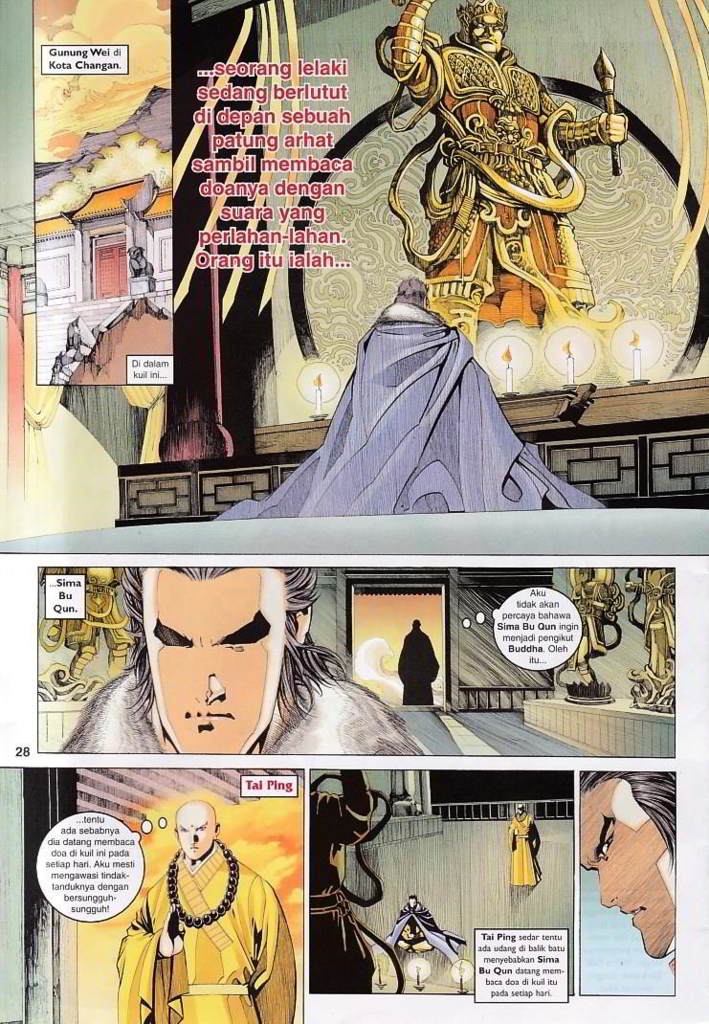 Gunung Wei di
Kota Changan.
...seorang lelaki
sedang berlutut
di depan sebuah
patung arhat
sambil membaca
doanya dengan
suara yang
perlahan-lahan.
Orang itu ialah...
Di dalam
kuil ini...
...Sima
Bu
Qun.
Aku
tidak akan
percaya bahawa
Sima Bu Qun ingin
menjadi pengikut
Buddha. Oleh
itu...
28
Tai Ping
...tentu
ada sebabnya
dia datang membaca
doa di kuil ini pada
setiap hari. Aku mesti
mengawasi tindak-
tanduknya dengan
bersungguh-
sungguh!
Tai Ping sedar tentu
ada udang di balik batu
menyebabkan Sima
Bu Qun datang mem-
baca doa di kuil itu
pada setiap hari.